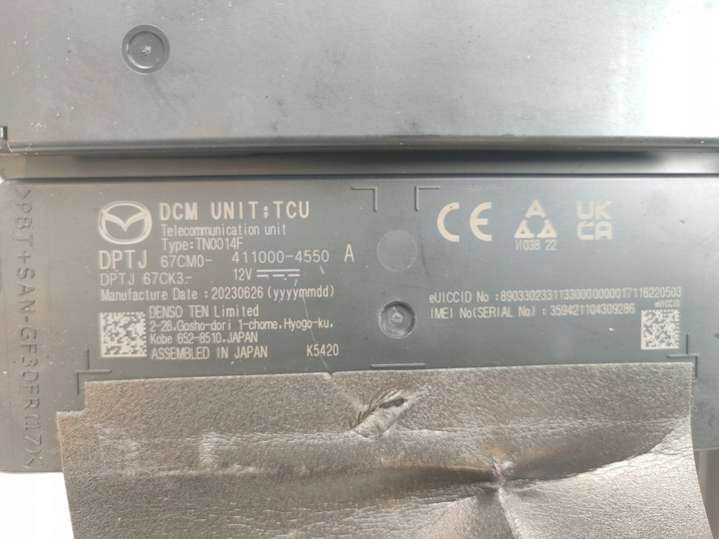 DCM UNIT;TCU
Telecommunication unit
Type:TN0014F
DPTJ 67CM0- 411000-4550 A
DPTJ 67CK3- 12V
Manufacture Date : 20230626 (yyyymmdd)
DENSO TEN Limited
2-28.Gosho-dori 1-chome.Hyogo-ku.
Kobe 652-8510.JAPAN
ASSEMBLED IN JAPAN K5420
CE
UK
CA
eUICCID No : 89033023311330000000017116220503
IMEI No(SERIAL No) : 359421104309286
>PBT+SAN-GF30FR(17)<